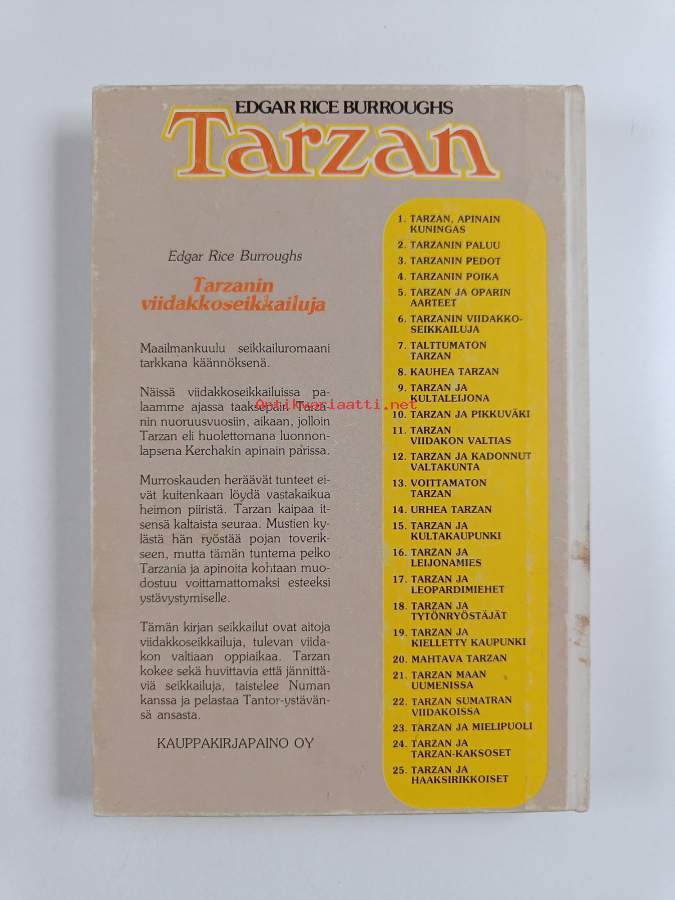 EDGAR RICE BURROUGHS
Tarzan
Edgar Rice Burroughs
Tarzanin
viidakkoseikkailuja
Maailmankuulu seikkailuromaani
tarkkana käännöksenä.
Näissä viidakkoseikkailuissa pa-
laamme ajassa taaksepäin Tarza-
nin nuoruusvuosiin, aikaan, jolloin
Tarzan eli huolettomana luonnon-
lapsena Kerchakin apinain parissa.
Murroskauden heräävät tunteet ei-
vät kuitenkaan löydä vastakaikua
heimon piiristä. Tarzan kaipaa it-
sensä kaltaista seuraa. Mustien ky-
lästä hän ryöstää pojan toverik-
seen, mutta tämän tuntema pelko
Tarzania ja apinoita kohtaan muo-
dostuu voittamattomaksi esteeksi
ystävystymiselle.
Tämän kirjan seikkailut ovat aitoja
viidakkoseikkailuja, tulevan viida-
kon valtiaan oppiaikaa. Tarzan
kokee sekä huvittavia että jännittä-
viä seikkailuja, taistelee Numan
kanssa ja pelastaa Tantor-ystävän-
sä ansasta.
KAUPPAKIRJAPAINO OY
1. TARZAN, APINAIN
KUNINGAS
2. TARZANIN PALUU
3. TARZANIN PEDOT
4. TARZANIN POIKA
5. TARZAN JA OPARIN
AARTEET
6. TARZANIN VIIDAKKO-
SEIKKAILUJA
7. TALTTUMATON
TARZAN
8. KAUHEA TARZAN
9. TARZAN JA
KULTALEIJONA
10. TARZAN JA PIKKUVÄKI
11. TARZAN
VIIDAKON VALTIAS
12. TARZAN JA KADONNUT
VALTAKUNTA
13. VOITTAMATON
TARZAN
14. URHEA TARZAN
15. TARZAN JA
KULTAKAUPUNKI
16. TARZAN JA
LEIJONAMIES
17. TARZAN JA
LEOPARDIMIEHET
18. TARZAN JA
TYTÖNRYÖSTÄJÄT
19. TARZAN JA
KIELLETTY KAUPUNKI
20. MAHTAVA TARZAN
21. TARZAN MAAN
UUMENISSA
22. TARZAN SUMATRAN
VIIDAKOISSA
23. TARZAN JA MIELIPUOLI
24. TARZAN JA
TARZAN-KAKSOSET
25. TARZAN JA
HAAKSIRIKKOISET
Antikvariaatti.net